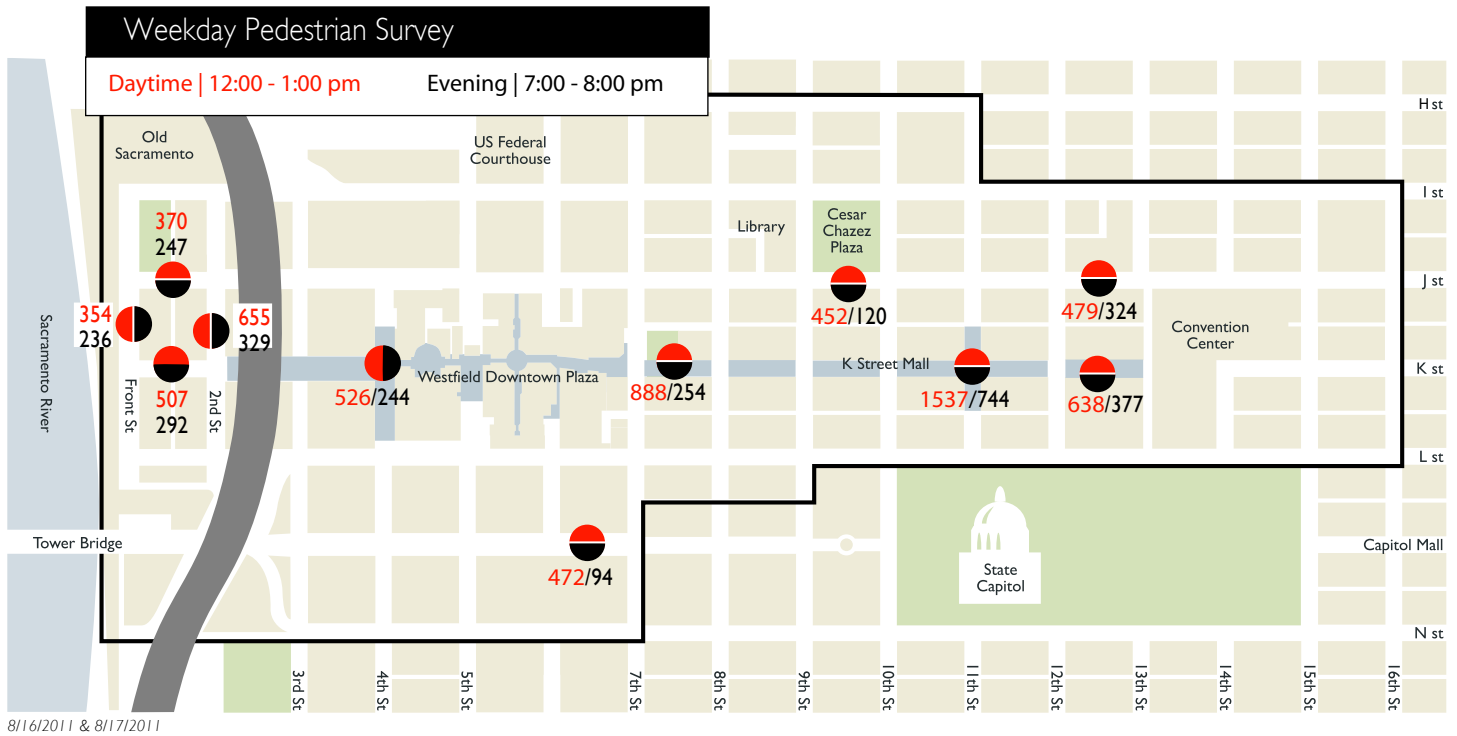 Weekday Pedestrian Survey
Daytime | 12:00 - 1:00 pm
Evening | 7:00 - 8:00 pm
H st
Old
Sacramento
US Federal
Courthouse
I st
370
247
Library
Cesar
Chazez
Plaza
J st
354
236
655
329
452/120
479/324
Convention
Center
Sacramento River
Front St
2nd St
507
292
526/244
Westfield Downtown Plaza
888/254
K Street Mall
1537/744
638/377
K st
L st
Tower Bridge
472/94
State
Capitol
Capitol Mall
N st
3rd St
4th St
5th St
7th St
8th St
9th St
10th St
11th St
12th St
13th St
14th St
15th St
16th St
8/16/2011 & 8/17/2011